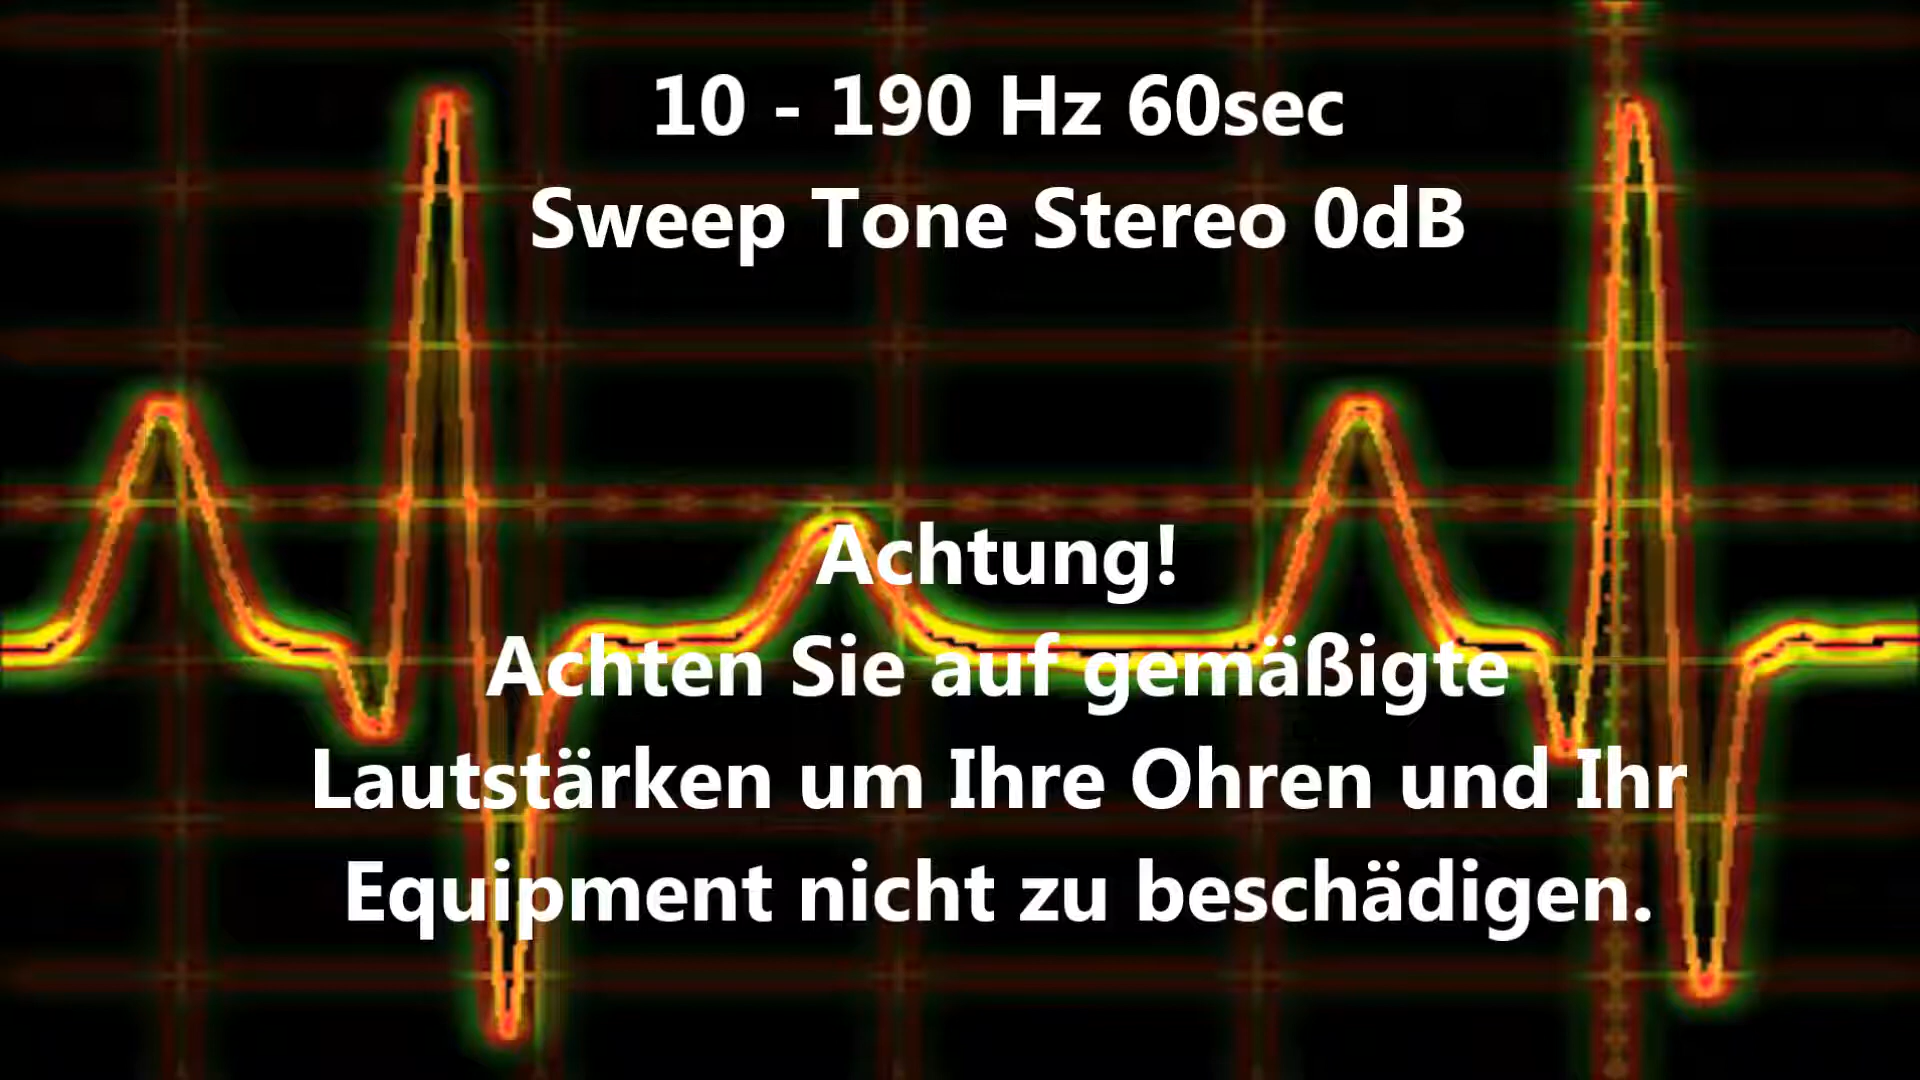 10 - 190 Hz 60sec
Sweep Tone Stereo 0dB
Achtung!
Achten Sie auf gemäßigte
Lautstärken um Ihre Ohren und Ihr
Equipment nicht zu beschädigen.